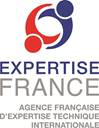 EXPERTISE
FRANCE
AGENCE FRANÇAISE
D'EXPERTISE TECHNIQUE
INTERNATIONALE